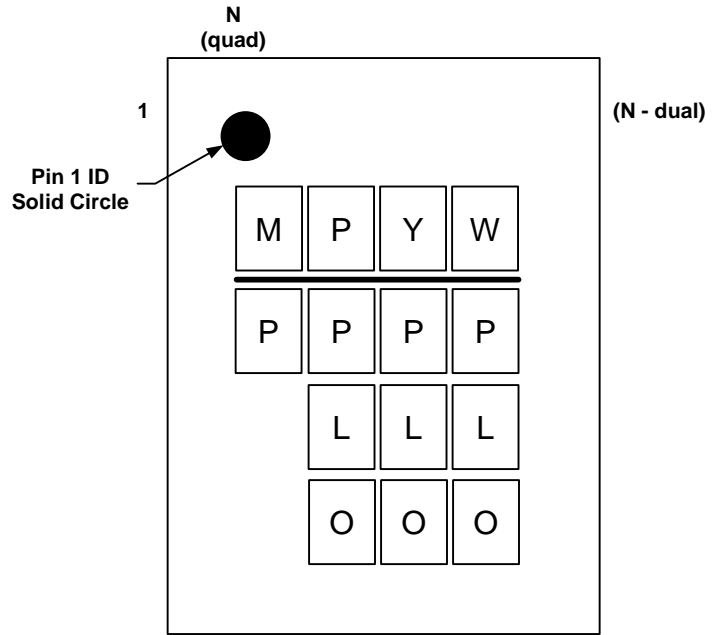 N
(quad)
1
(N - dual)
Pin 1 ID
Solid Circle
M P Y W
P P P P
L L L
O O O